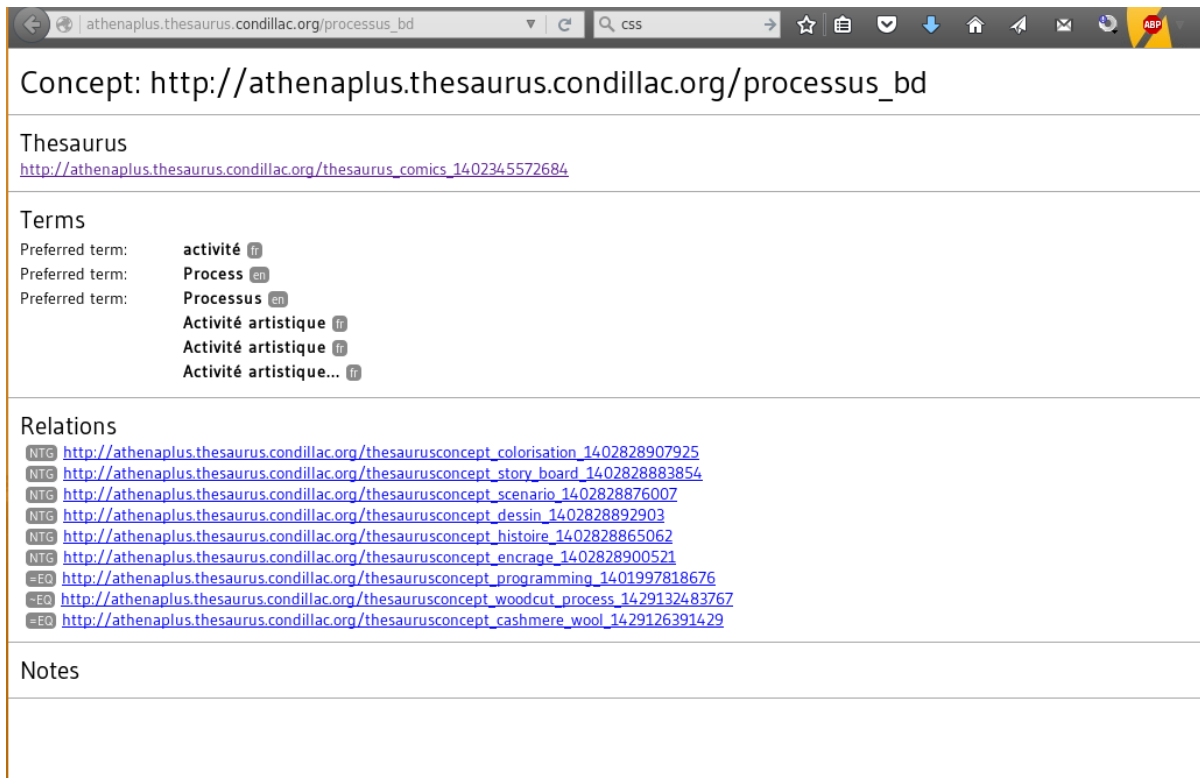 athenaplus.thesaurus.condillac.org/processus_bd
css
ABP
Concept: http://athenaplus.thesaurus.condillac.org/processus_bd
Thesaurus
http://athenaplus.thesaurus.condillac.org/thesaurus_comics_1402345572684
Terms
Preferred term: activité fr
Preferred term: Process en
Preferred term: Processus en
Activité artistique fr
Activité artistique fr
Activité artistique... fr
Relations
NTG http://athenaplus.thesaurus.condillac.org/thesaurusconcept_colorisation_1402828907925
NTG http://athenaplus.thesaurus.condillac.org/thesaurusconcept_story_board_1402828883854
NTG http://athenaplus.thesaurus.condillac.org/thesaurusconcept_scenario_1402828876007
NTG http://athenaplus.thesaurus.condillac.org/thesaurusconcept_dessin_1402828892903
NTG http://athenaplus.thesaurus.condillac.org/thesaurusconcept_histoire_1402828865062
NTG http://athenaplus.thesaurus.condillac.org/thesaurusconcept_encrage_1402828900521
=EQ http://athenaplus.thesaurus.condillac.org/thesaurusconcept_programming_1401997818676
~EQ http://athenaplus.thesaurus.condillac.org/thesaurusconcept_woodcut_process_1429132483767
=EQ http://athenaplus.thesaurus.condillac.org/thesaurusconcept_cashmere_wool_1429126391429
Notes